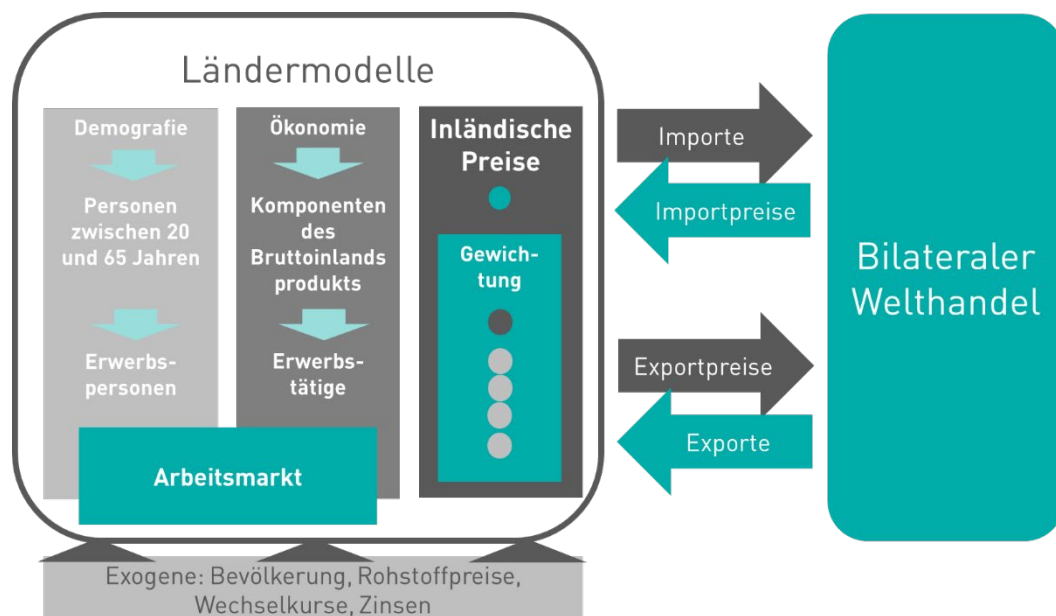 Ländermodelle
Demografie
Personen
zwischen 20
und 65 Jahren
Erwerbs-
personen
Ökonomie
Komponenten
des
Bruttoinlands
produkts
Erwerbs-
tätige
Arbeitsmarkt
Inländische
Preise
Gewich-
tung
Importe
Importpreise
Exportpreise
Exporte
Bilateraler
Welthandel
Exogene: Bevölkerung, Rohstoffpreise,
Wechselkurse, Zinsen